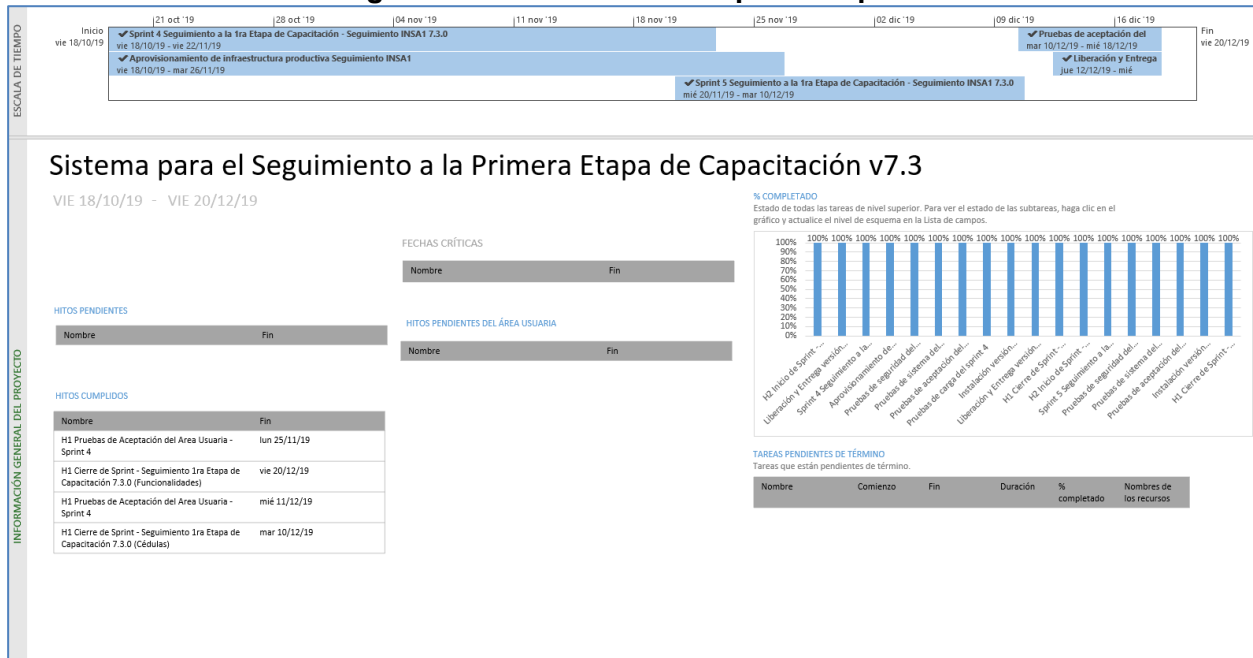 ESCALA DE TIEMPO
21 oct '19
28 oct '19
04 nov '19
11 nov '19
18 nov '19
25 nov '19
02 dic '19
09 dic '19
16 dic '19
Inicio
vie 18/10/19
✔Sprint 4 Seguimiento a la 1ra Etapa de Capacitación - Seguimiento INSA1 7.3.0
vie 18/10/19 - vie 22/11/19
✔Aprovisionamiento de infraestructura productiva Seguimiento INSA1
vie 18/10/19 - mar 26/11/19
✔Sprint 5 Seguimiento a la 1ra Etapa de Capacitación - Seguimiento INSA1 7.3.0
mié 20/11/19 - mar 10/12/19
✔Pruebas de aceptación del
mar 10/12/19 - mié 18/12/19
✔Liberación y Entrega
jue 12/12/19 - mié
Fin
vie 20/12/19
INFORMACIÓN GENERAL DEL PROYECTO
Sistema para el Seguimiento a la Primera Etapa de Capacitación v7.3
VIE 18/10/19 - VIE 20/12/19
FECHAS CRÍTICAS
Nombre Fin
HITOS PENDIENTES
Nombre Fin
HITOS PENDIENTES DEL ÁREA USUARIA
Nombre Fin
HITOS CUMPLIDOS
Nombre Fin
H1 Pruebas de Aceptación del Area Usuaria - lun 25/11/19
Sprint 4
H1 Cierre de Sprint - Seguimiento 1ra Etapa de vie 20/12/19
Capacitación 7.3.0 (Funcionalidades)
H1 Pruebas de Aceptación del Area Usuaria - mié 11/12/19
Sprint 4
H1 Cierre de Sprint - Seguimiento 1ra Etapa de mar 10/12/19
Capacitación 7.3.0 (Cédulas)
% COMPLETADO
Estado de todas las tareas de nivel superior. Para ver el estado de las subtareas, haga clic en el
gráfico y actualice el nivel de esquema en la Lista de campos.
100% 100% 100% 100% 100% 100% 100% 100% 100% 100% 100% 100% 100% 100% 100% 100%
100%
90%
80%
70%
60%
50%
40%
30%
20%
10%
0%
H2 Inicio de Sprint -...
Liberación y Entrega versión...
Sprint 4 Seguimiento a la...
Aprovisionamiento de...
Pruebas de seguridad del...
Pruebas de sistema del...
Pruebas de aceptación del...
Pruebas de carga del sprint 4
Instalación versión...
Liberación y Entrega versión...
H1 Cierre de Sprint -...
H2 Inicio de Sprint -...
Sprint 5 Seguimiento a la...
Pruebas de seguridad del...
Pruebas de sistema del...
Pruebas de aceptación del...
Instalación versión...
H1 Cierre de Sprint -...
TAREAS PENDIENTES DE TÉRMINO
Tareas que están pendientes de término.
Nombre Comienzo Fin Duración % completado Nombres de los recursos